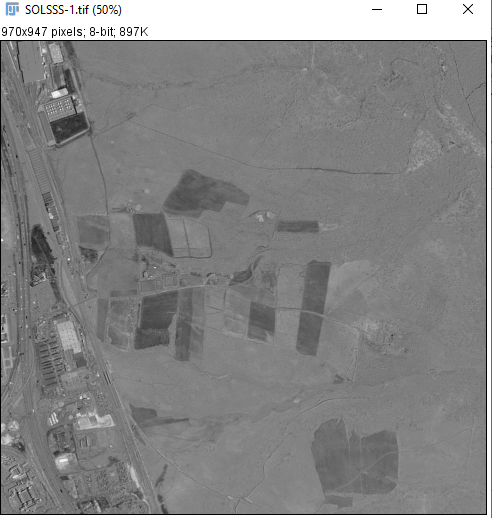 SOLSSS-1.tif (50%)
970x947 pixels; 8-bit; 897K